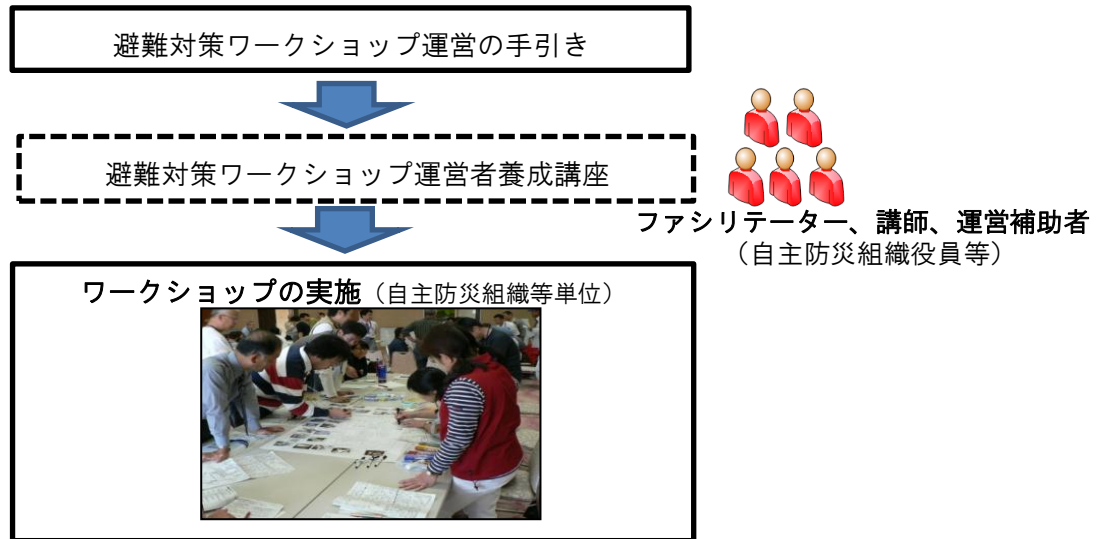 避難対策ワークショップ運営の手引き
避難対策ワークショップ運営者養成講座
ファシリテーター、講師、運営補助者
（自主防災組織役員等）
ワークショップの実施（自主防災組織等単位）